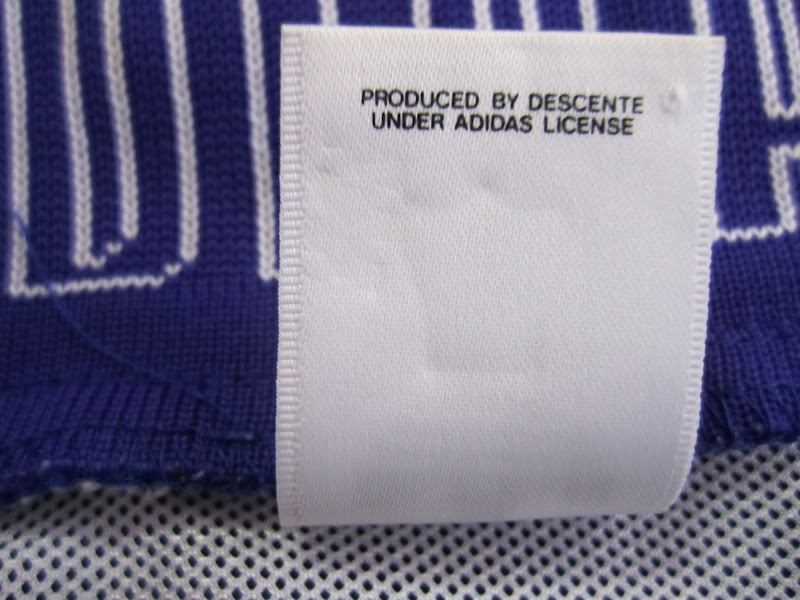 PRODUCED BY DESCENTE
UNDER ADIDAS LICENSE